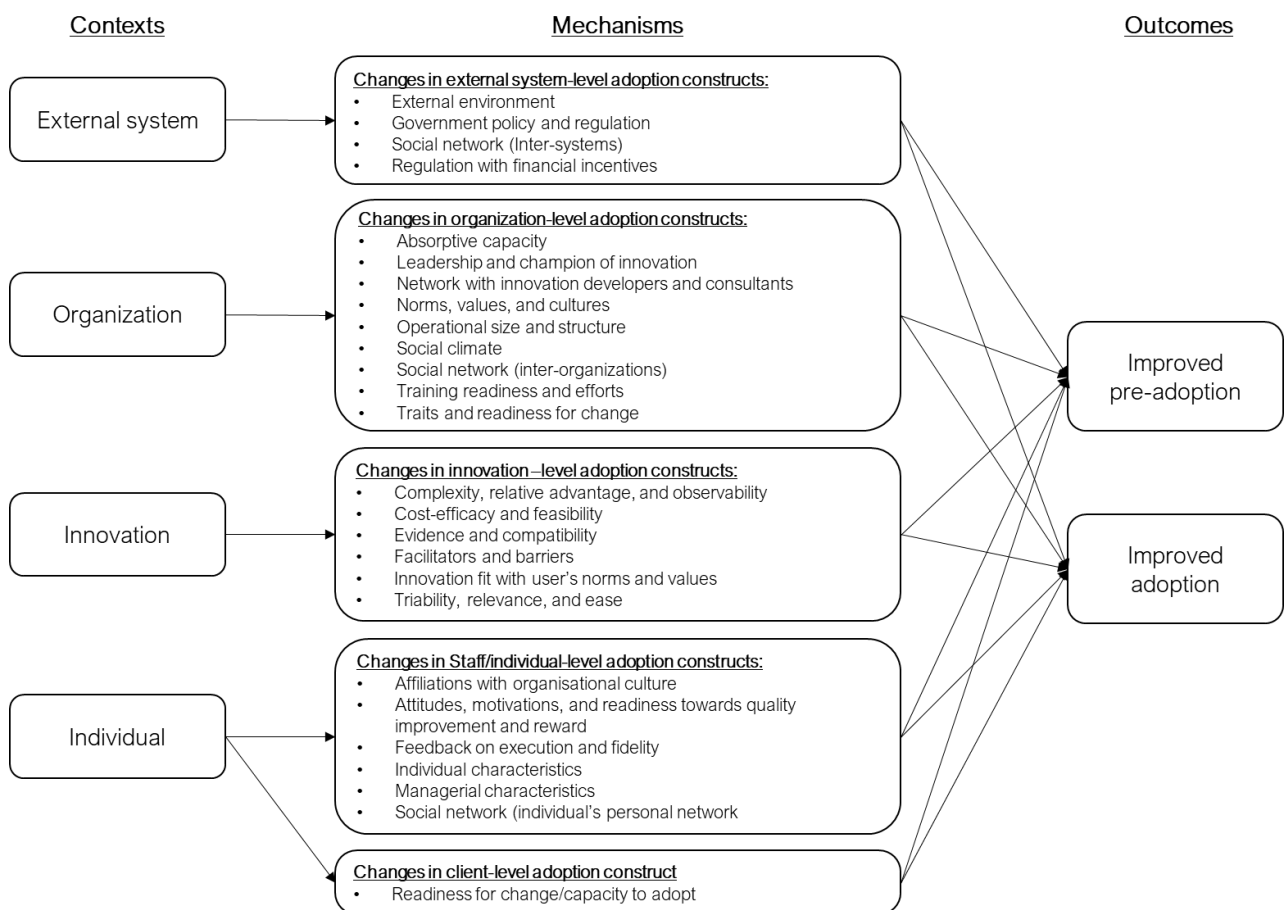 Contexts
Mechanisms
Outcomes
External system
Changes in external system-level adoption constructs:
• External environment
• Government policy and regulation
• Social network (Inter-systems)
• Regulation with financial incentives
Organization
Changes in organization-level adoption constructs:
• Absorptive capacity
• Leadership and champion of innovation
• Network with innovation developers and consultants
• Norms, values, and cultures
• Operational size and structure
• Social climate
• Social network (inter-organizations)
• Training readiness and efforts
• Traits and readiness for change
Innovation
Changes in innovation–level adoption constructs:
• Complexity, relative advantage, and observability
• Cost-efficacy and feasibility
• Evidence and compatibility
• Facilitators and barriers
• Innovation fit with user's norms and values
• Triability, relevance, and ease
Individual
Changes in Staff/individual-level adoption constructs:
• Affiliations with organisational culture
• Attitudes, motivations, and readiness towards quality
improvement and reward
• Feedback on execution and fidelity
• Individual characteristics
• Managerial characteristics
• Social network (individual's personal network
Changes in client-level adoption construct
• Readiness for change/capacity to adopt
Improved
pre-adoption
Improved
adoption